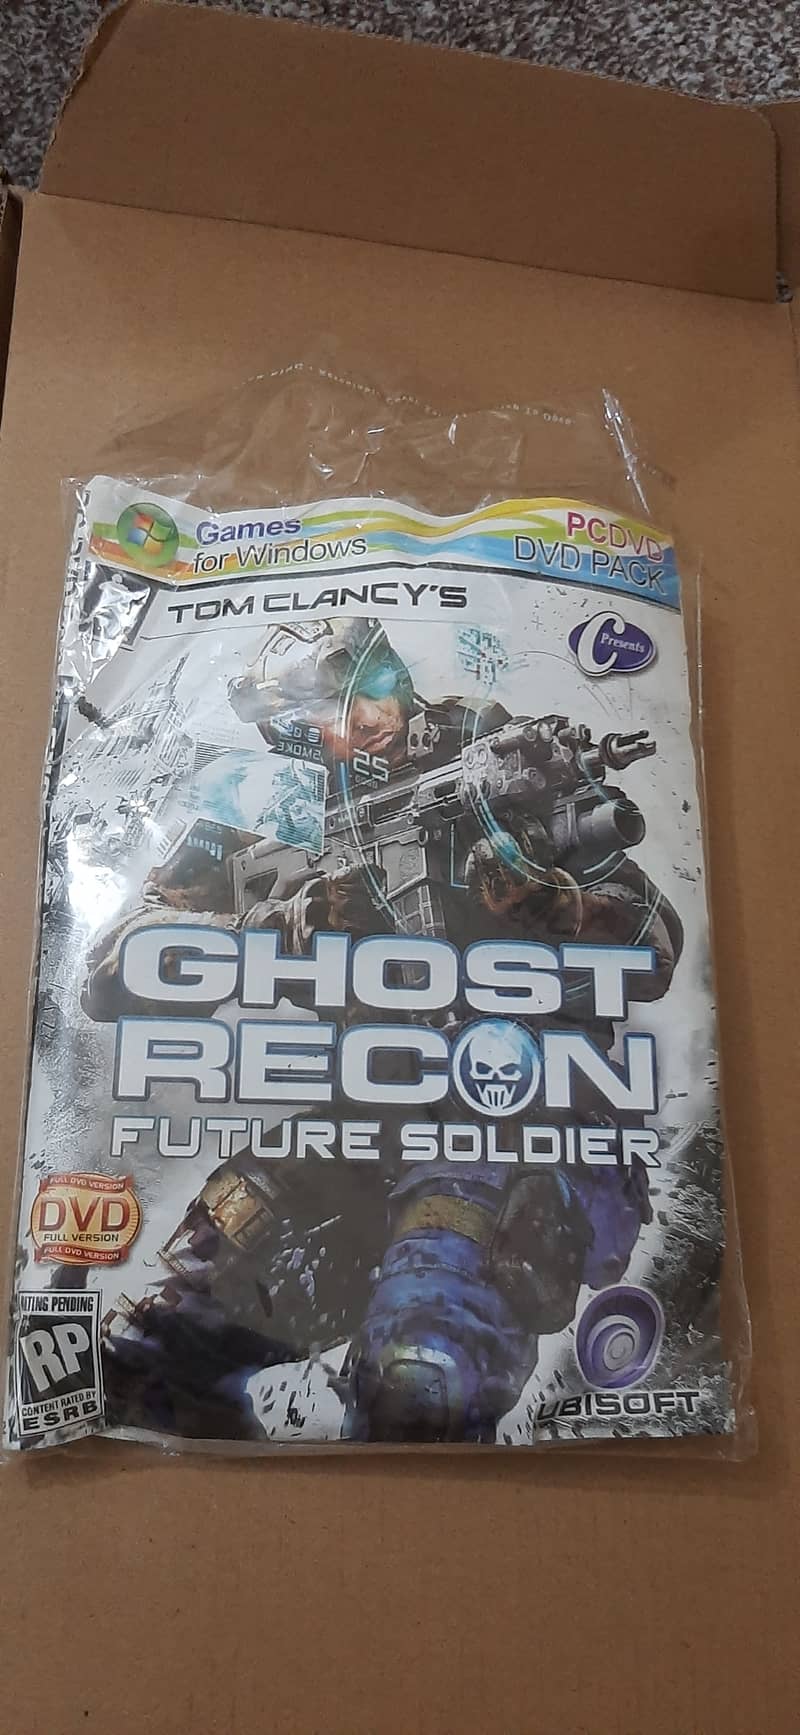 Games
for Windows
PCDVD
DVD PACK
TOM CLANCY'S
C Presents
SMOKE
25
GHOST
RECON
FUTURE SOLDIER
FULL DVD VERSION
DVD
FULL VERSION
FULL DVD VERSION
RATING PENDING
RP
CONTENT RATED BY
ESRB
UBISOFT